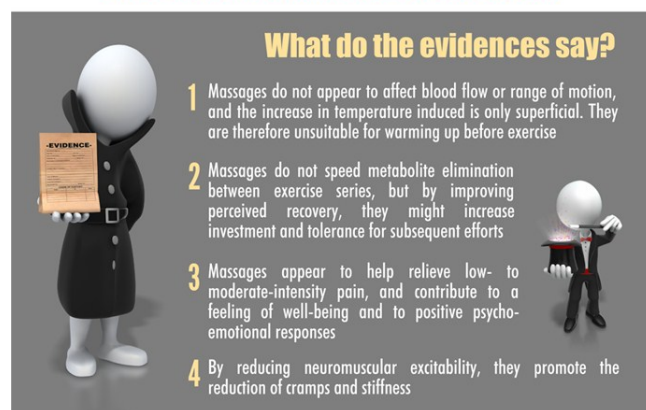 What do the evidences say?
1 Massages do not appear to affect blood flow or range of motion,
and the increase in temperature induced is only superficial. They
are therefore unsuitable for warming up before exercise
2 Massages do not speed metabolite elimination
between exercise series, but by improving
perceived recovery, they might increase
investment and tolerance for subsequent efforts
3 Massages appear to help relieve low- to
moderate-intensity pain, and contribute to a
feeling of well-being and to positive psycho-
emotional responses
4 By reducing neuromuscular excitability, they promote the
reduction of cramps and stiffness
-EVIDENCE-